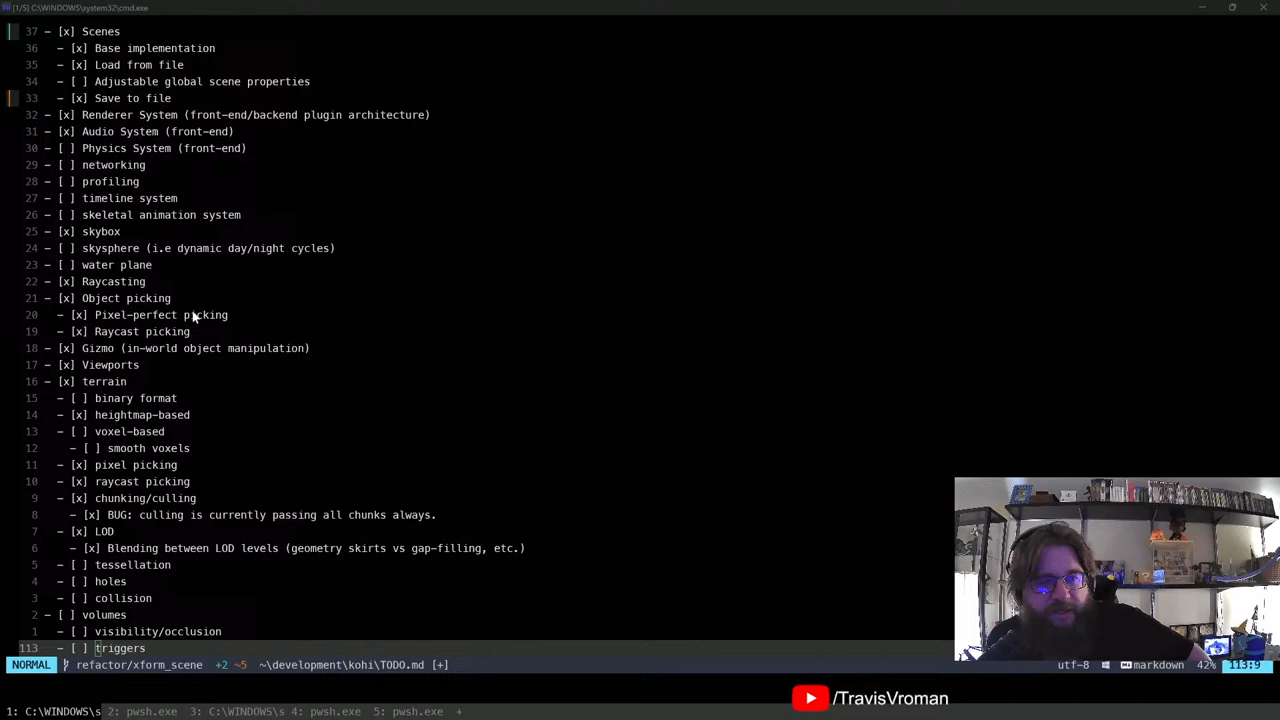 [1/5] C:\WINDOWS\system32\cmd.exe
37 - [x] Scenes
36 - [x] Base implementation
35 - [x] Load from file
34 - [ ] Adjustable global scene properties
33 - [x] Save to file
32 - [x] Renderer System (front-end/backend plugin architecture)
31 - [x] Audio System (front-end)
30 - [ ] Physics System (front-end)
29 - [ ] networking
28 - [ ] profiling
27 - [ ] timeline system
26 - [ ] skeletal animation system
25 - [x] skybox
24 - [ ] skysphere (i.e dynamic day/night cycles)
23 - [ ] water plane
22 - [x] Raycasting
21 - [x] Object picking
20 - [x] Pixel-perfect picking
19 - [x] Raycast picking
18 - [x] Gizmo (in-world object manipulation)
17 - [x] Viewports
16 - [x] terrain
15 - [ ] binary format
14 - [x] heightmap-based
13 - [ ] voxel-based
12 - [ ] smooth voxels
11 - [x] pixel picking
10 - [x] raycast picking
9 - [x] chunking/culling
8 - [x] BUG: culling is currently passing all chunks always.
7 - [x] LOD
6 - [x] Blending between LOD levels (geometry skirts vs gap-filling, etc.)
5 - [ ] tessellation
4 - [ ] holes
3 - [ ] collision
2 - [ ] volumes
1 - [ ] visibility/occlusion
113 - [ ] triggers
NORMAL refactor/xform_scene +2 ~5 ~\development\kohi\TODO.md [+] utf-8 markdown 42% 113:9
/TravisVroman
1: C:\WINDOWS\s 2: pwsh.exe 3: C:\WINDOWS\s 4: pwsh.exe 5: pwsh.exe +